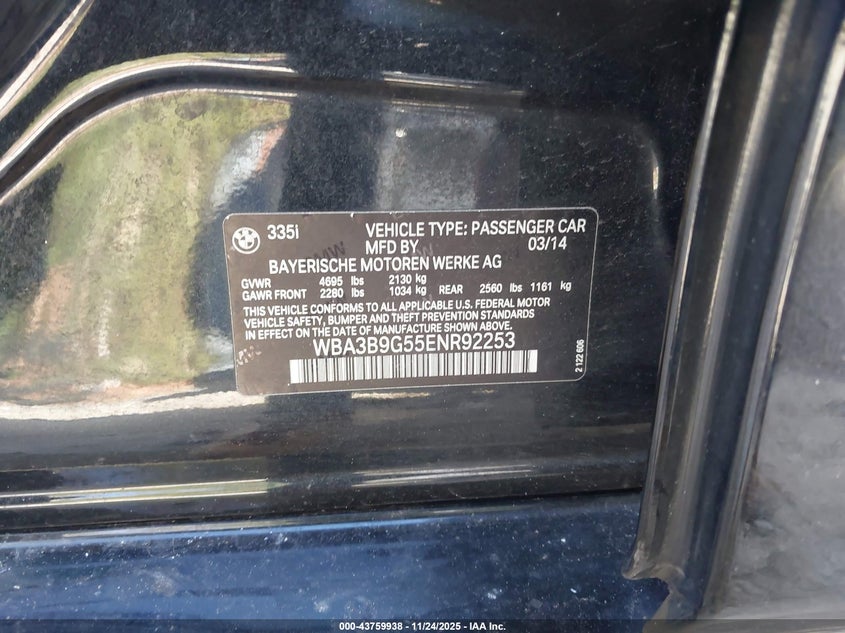 335i VEHICLE TYPE: PASSENGER CAR
MFD BY 03/14
BAYERISCHE MOTOREN WERKE AG
GVWR 4695 lbs 2130 kg
GAWR FRONT 2280 lbs 1034 kg REAR 2560 lbs 1161 kg
THIS VEHICLE CONFORMS TO ALL APPLICABLE U.S. FEDERAL MOTOR
VEHICLE SAFETY, BUMPER AND THEFT PREVENTION STANDARDS
IN EFFECT ON THE DATE OF MANUFACTURE SHOWN ABOVE.
WBA3B9G55ENR92253
2 122 606
000-43759938 - 11/24/2025 - IAA Inc.